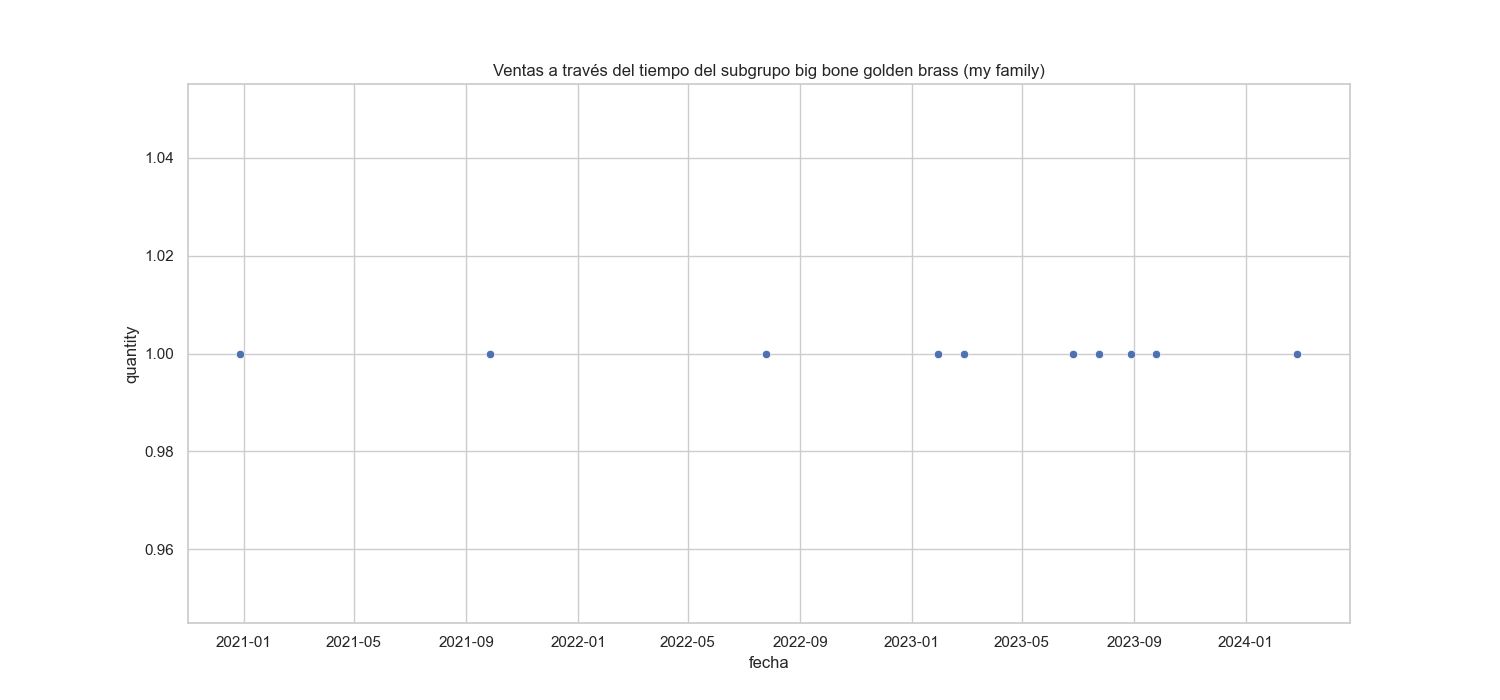 Ventas a través del tiempo del subgrupo big bone golden brass (my family)
1.04
1.02
1.00
0.98
0.96
quantity
2021-01 2021-05 2021-09 2022-01 2022-05 2022-09 2023-01 2023-05 2023-09 2024-01
fecha